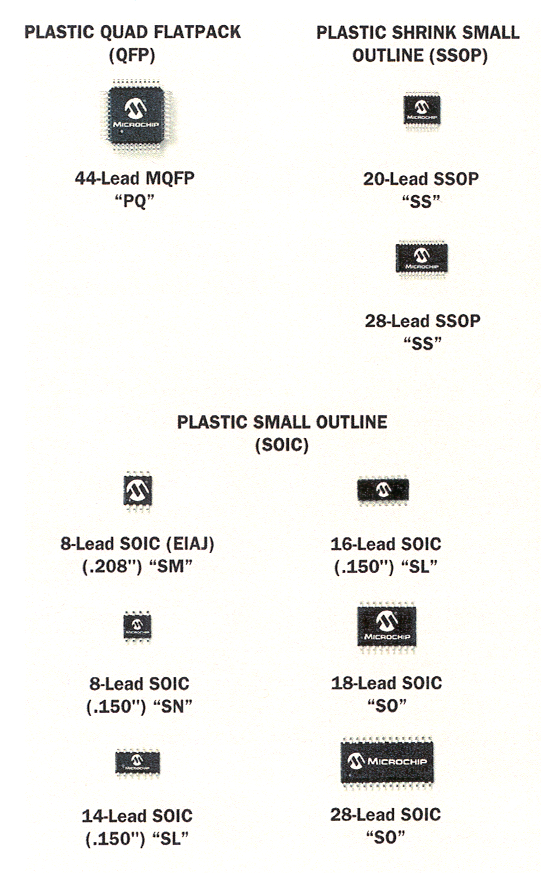 PLASTIC QUAD FLATPACK
(QFP)
MICROCHIP
44-Lead MQFP
“PQ”
PLASTIC SHRINK SMALL
OUTLINE (SSOP)
MICROCHIP
20-Lead SSOP
“SS”
MICROCHIP
28-Lead SSOP
“SS”
PLASTIC SMALL OUTLINE
(SOIC)
8-Lead SOIC (EIAJ)
(.208") “SM”
16-Lead SOIC
(.150") “SL”
MICROCHIP
8-Lead SOIC
(.150") “SN”
MICROCHIP
18-Lead SOIC
“SO”
MICROCHIP
14-Lead SOIC
(.150") “SL”
MICROCHIP
28-Lead SOIC
“SO”